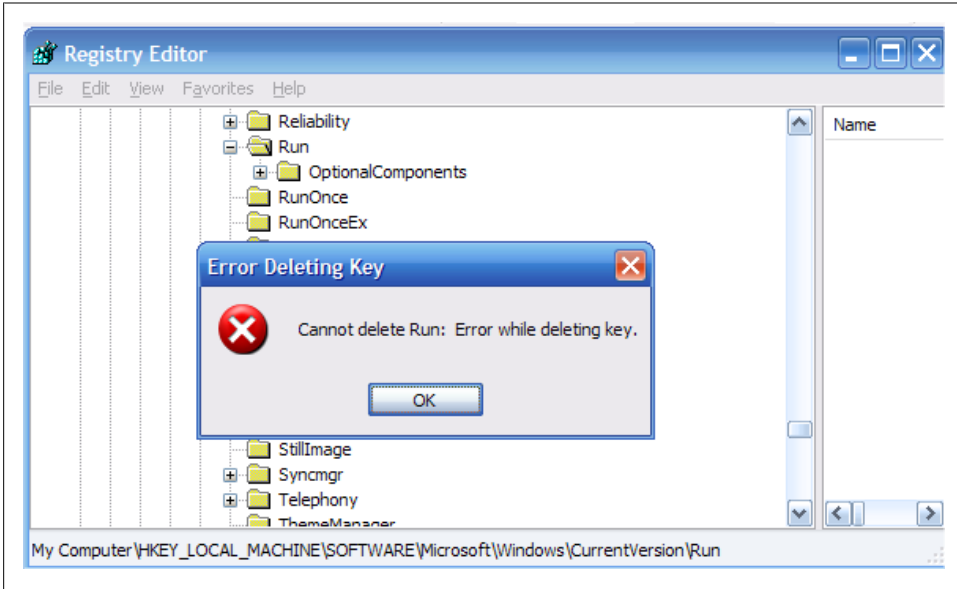 Registry Editor
File Edit View Favorites Help
Reliability
Run
OptionalComponents
RunOnce
RunOnceEx
Name
Error Deleting Key
Cannot delete Run: Error while deleting key.
OK
StillImage
Syncmgr
Telephony
ThemeManager
My Computer\HKEY_LOCAL_MACHINE\SOFTWARE\Microsoft\Windows\CurrentVersion\Run